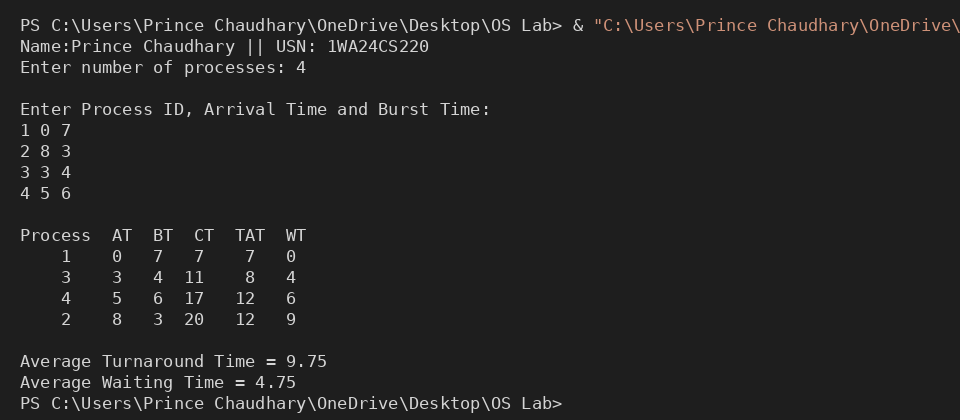 PS C:\Users\Prince Chaudhary\OneDrive\Desktop\OS Lab> & "C:\Users\Prince Chaudhary\OneDrive\
Name:Prince Chaudhary || USN: 1WA24CS220
Enter number of processes: 4
Enter Process ID, Arrival Time and Burst Time:
1 0 7
2 8 3
3 3 4
4 5 6
Process  AT  BT  CT  TAT  WT
    1    0   7   7    7   0
    3    3   4  11    8   4
    4    5   6  17   12   6
    2    8   3  20   12   9
Average Turnaround Time = 9.75
Average Waiting Time = 4.75
PS C:\Users\Prince Chaudhary\OneDrive\Desktop\OS Lab>